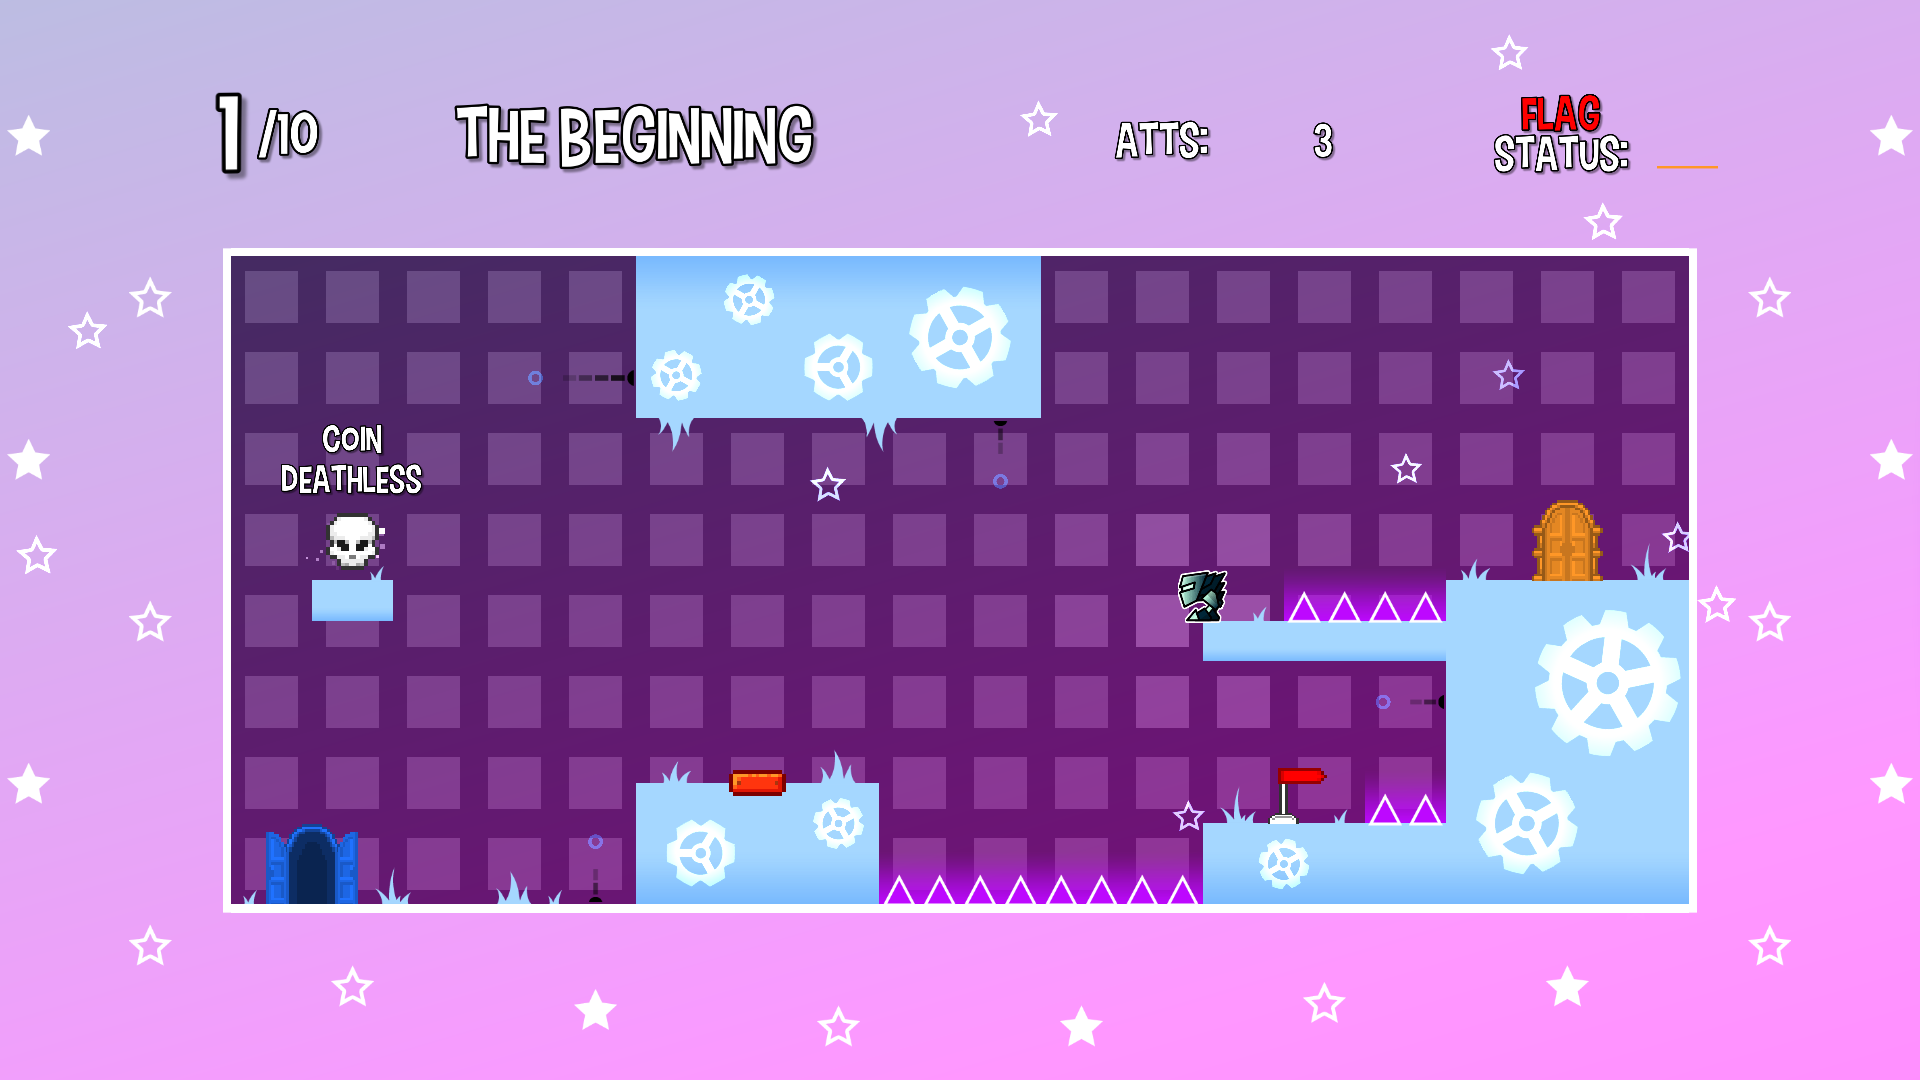 1/10
THE BEGINNING
ATTS: 3
FLAG
STATUS:
COIN
DEATHLESS